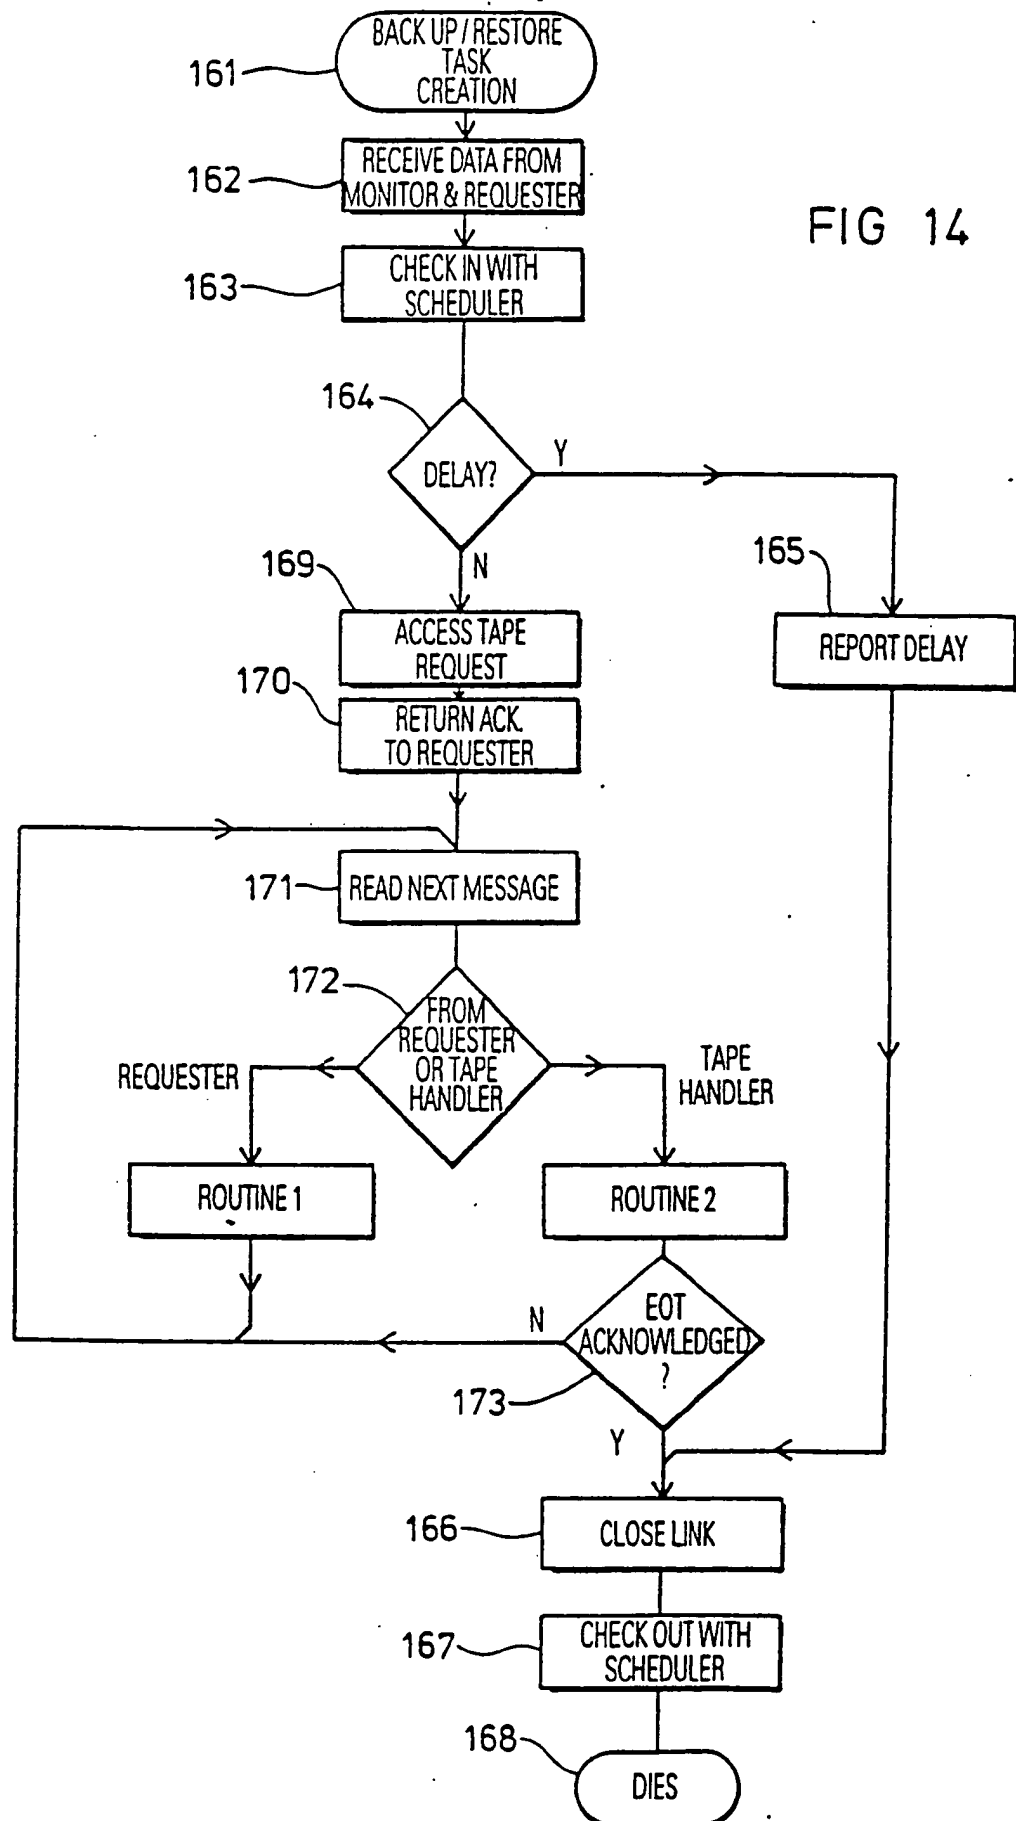 BACK UP / RESTORE
TASK
CREATION
161
RECEIVE DATA FROM
MONITOR & REQUESTER
162
FIG 14
CHECK IN WITH
SCHEDULER
163
164
DELAY?
Y
N
169
165
ACCESS TAPE
REQUEST
REPORT DELAY
170
RETURN ACK.
TO REQUESTER
171
READ NEXT MESSAGE
172
FROM
REQUESTER
OR TAPE
HANDLER
REQUESTER
TAPE
HANDLER
ROUTINE 1
ROUTINE 2
EOT
ACKNOWLEDGED
?
N
173
Y
166
CLOSE LINK
167
CHECK OUT WITH
SCHEDULER
168
DIES